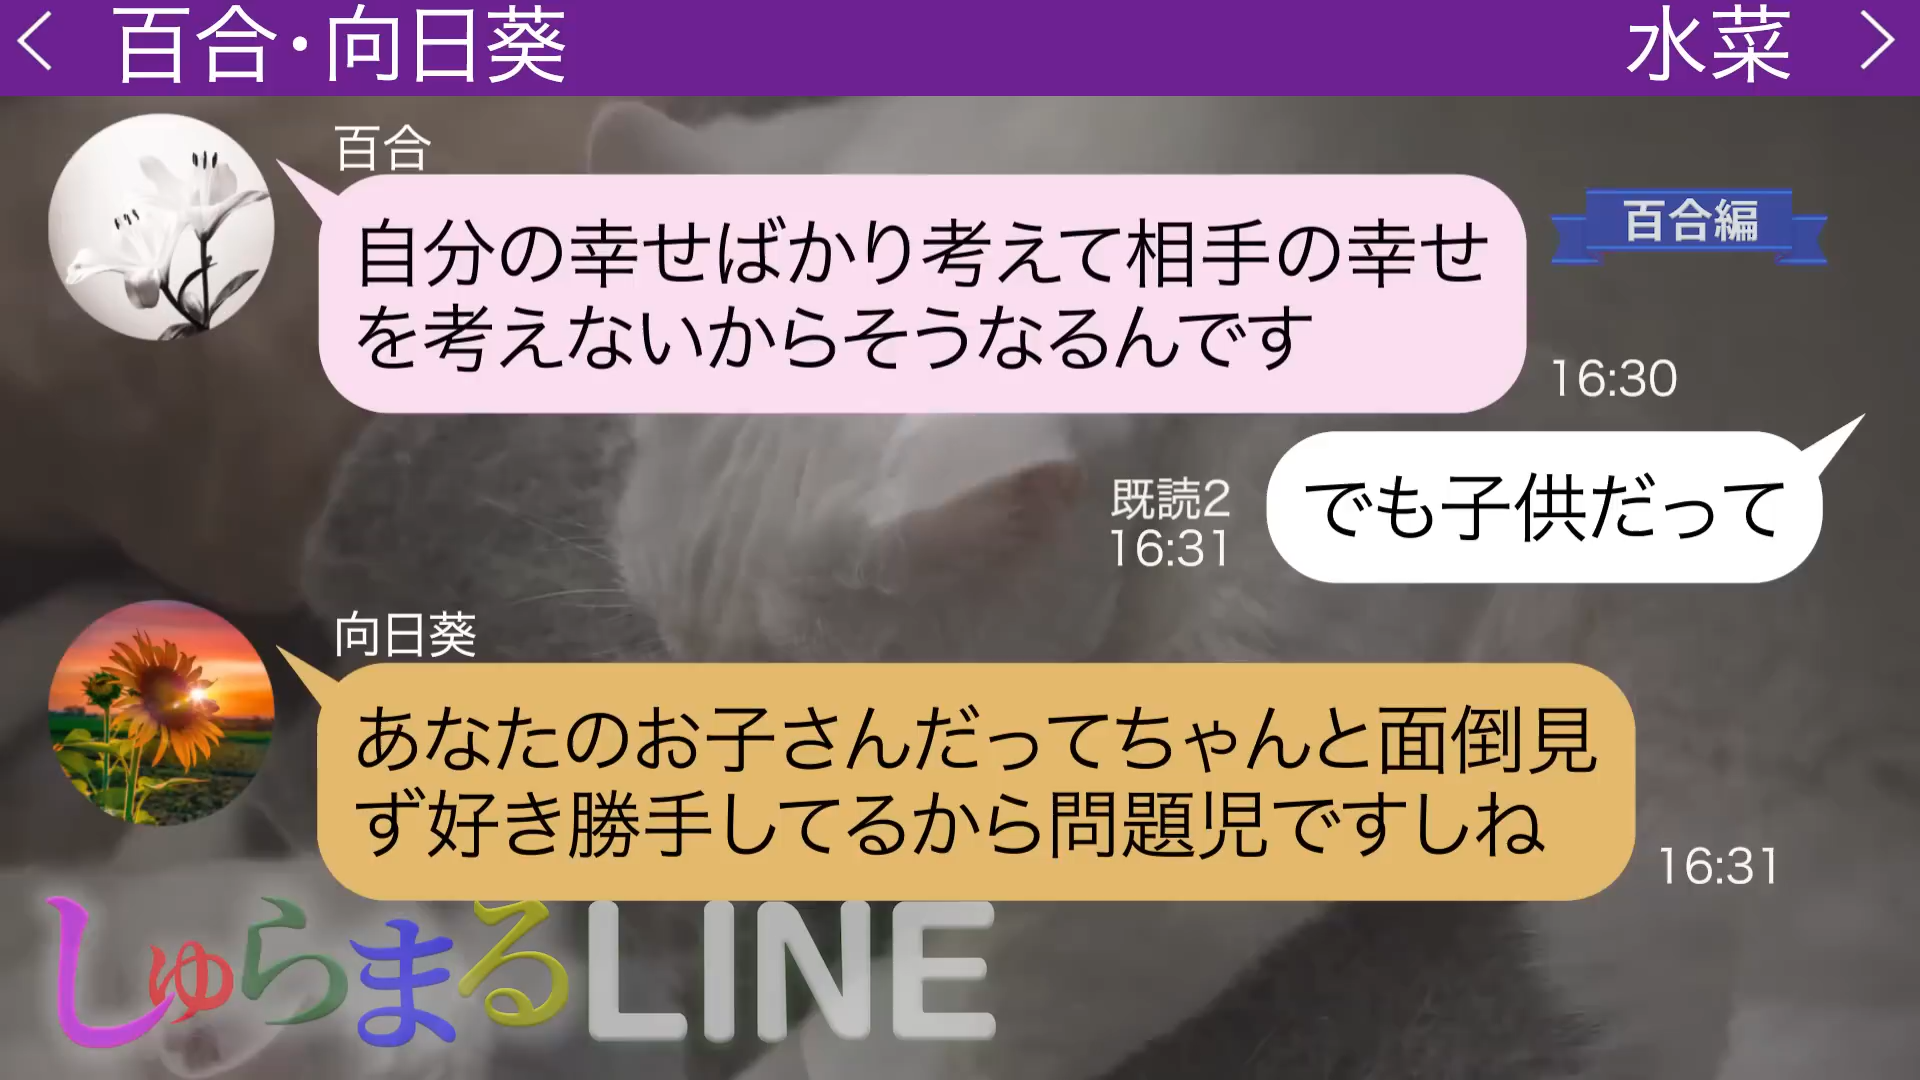 百合・向日葵
水菜
百合
自分の幸せばかり考えて相手の幸せ
を考えないからそうなるんです
百合編
16:30
でも子供だって
既読2
16:31
向日葵
あなたのお子さんだってちゃんと面倒見
ず好き勝手してるから問題児ですしね
16:31
しゅらまるLINE